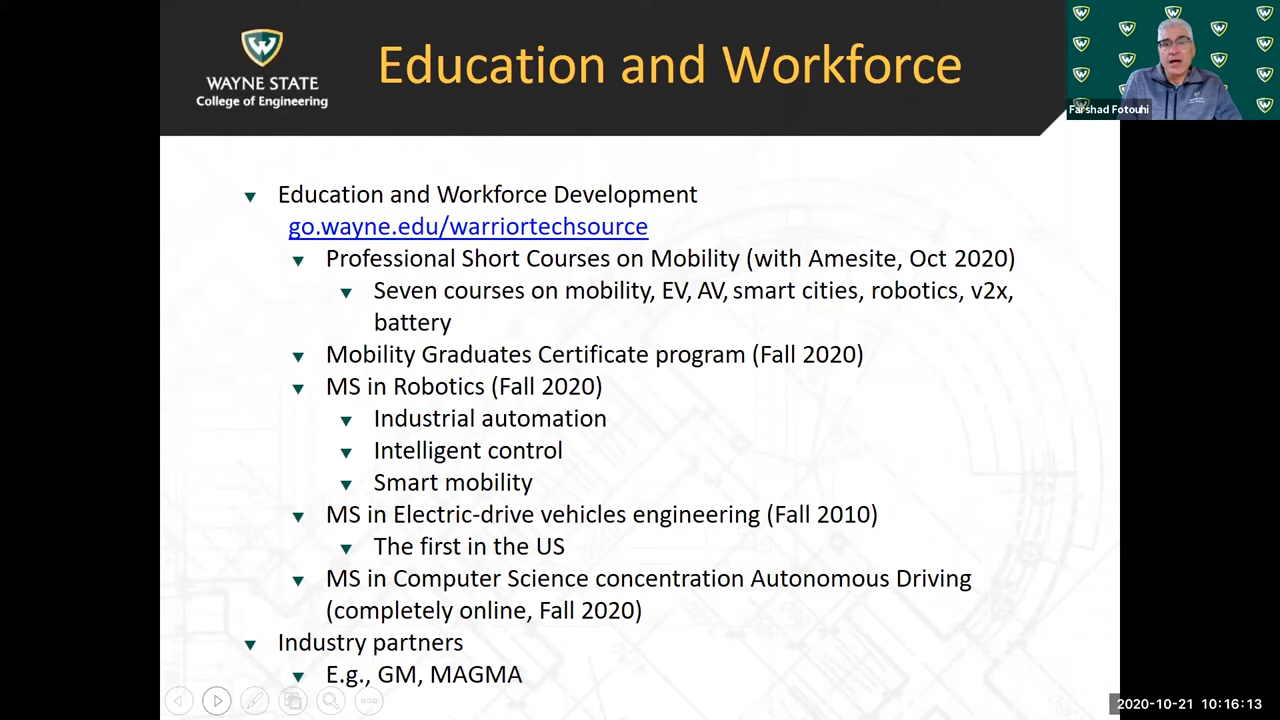 WAYNE STATE
College of Engineering
Education and Workforce
Farshad Fotouhi
Education and Workforce Development
go.wayne.edu/warriortechsource
Professional Short Courses on Mobility (with Amesite, Oct 2020)
Seven courses on mobility, EV, AV, smart cities, robotics, v2x,
battery
Mobility Graduates Certificate program (Fall 2020)
MS in Robotics (Fall 2020)
Industrial automation
Intelligent control
Smart mobility
MS in Electric-drive vehicles engineering (Fall 2010)
The first in the US
MS in Computer Science concentration Autonomous Driving
(completely online, Fall 2020)
Industry partners
E.g., GM, MAGMA
2020-10-21 10:16:13